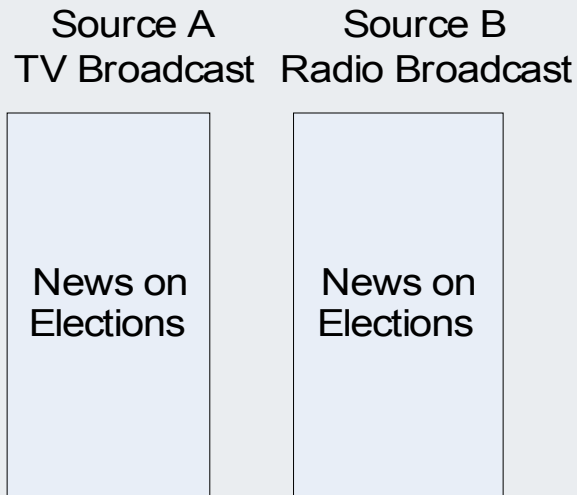 Source A
TV Broadcast
Source B
Radio Broadcast
News on
Elections
News on
Elections